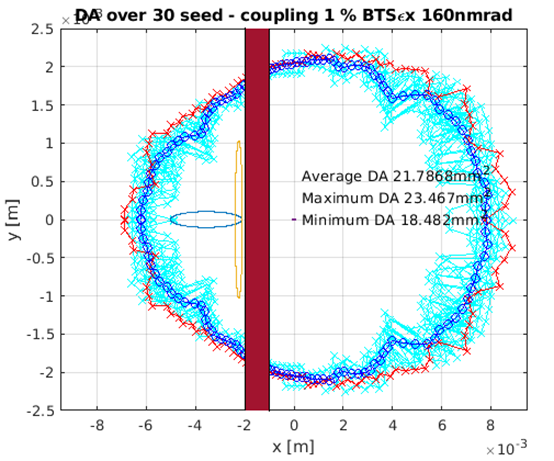 DA over 30 seed - coupling 1 % BTSϵx 160nmrad
2.5
2
1.5
1
0.5
0
-0.5
-1
-1.5
-2
-2.5
y [m]
Average DA 21.7868mm²
Maximum DA 23.467mm²
Minimum DA 18.482mm²
-8 -6 -4 -2 0 2 4 6 8
x [m]
×10⁻³